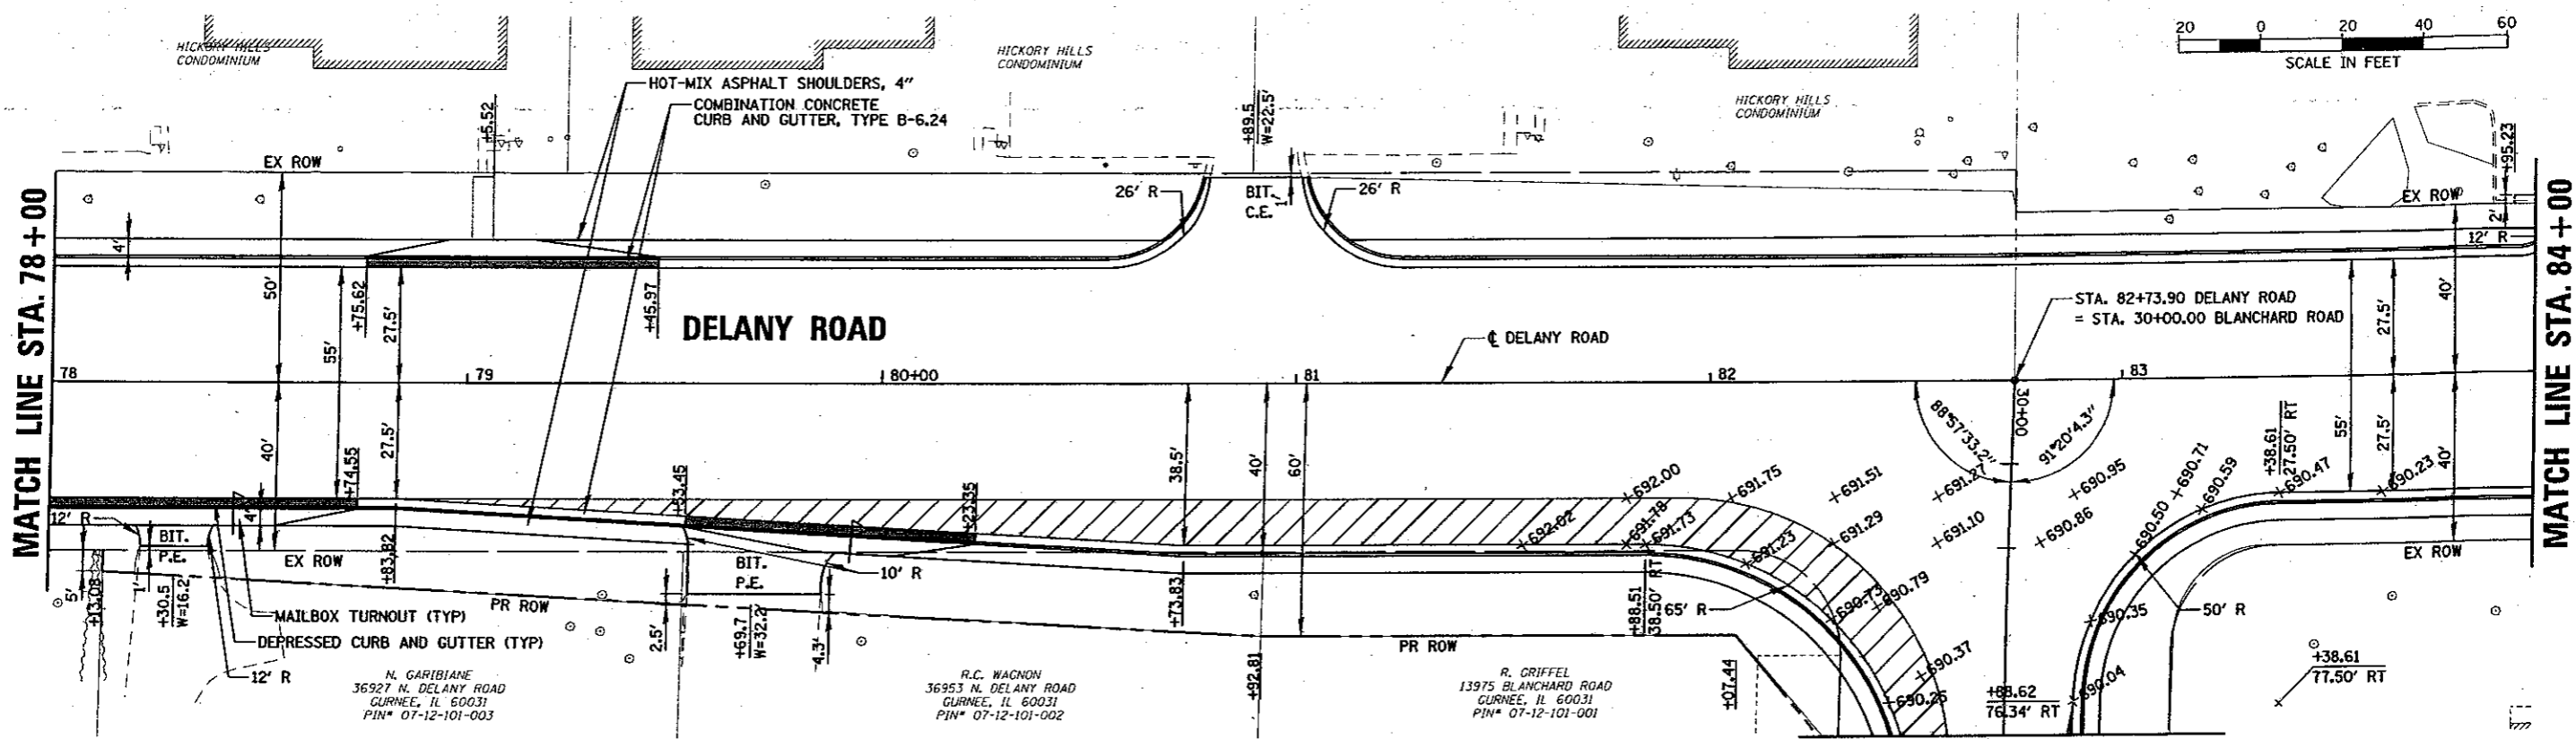 20 0 20 40 60
SCALE IN FEET
HICKORY HILLS
CONDOMINIUM
HICKORY HILLS
CONDOMINIUM
HICKORY HILLS
CONDOMINIUM
HOT-MIX ASPHALT SHOULDERS, 4"
COMBINATION CONCRETE
CURB AND GUTTER, TYPE B-6.24
+5.52
+89.5
W=22.5'
+95.23
EX ROW
EX ROW
26' R
BIT.
C.E.
1'
26' R
2'
12' R
MATCH LINE STA. 78+00
MATCH LINE STA. 84+00
4'
50'
55'
+75.62
27.5'
+45.97
DELANY ROAD
℄ DELANY ROAD
STA. 82+73.90 DELANY ROAD
= STA. 30+00.00 BLANCHARD ROAD
27.5'
40'
78
79
80+00
81
82
83
30+00
88°57'33.2"
91°20'4.3"
40'
+74.55
27.5'
+53.45
+23.35
38.5'
40'
60'
+38.61
27.50' RT
55'
27.5'
40'
+692.00
+691.75
+691.51
+691.27
+690.95
+690.71
+690.59
+690.47
+690.23
+692.02
+691.78
+691.73
+691.23
+691.29
+691.10
+690.86
+690.50
+690.73
+690.79
+690.35
+690.37
+690.26
+690.04
12' R
4'
BIT.
P.E.
EX ROW
+83.82
BIT.
P.E.
10' R
EX ROW
5'
+13.08
1'
+30.5
W=16.2'
MAILBOX TURNOUT (TYP)
DEPRESSED CURB AND GUTTER (TYP)
12' R
PR ROW
2.5'
+69.7
W=32.2'
4.3'
+73.83
+92.81
+88.51
38.50' RT
65' R
50' R
PR ROW
+07.44
+88.62
76.34' RT
+38.61
77.50' RT
N. GARIBIANE
36927 N. DELANY ROAD
GURNEE, IL 60031
PIN# 07-12-101-003
R.C. WAGNON
36953 N. DELANY ROAD
GURNEE, IL 60031
PIN# 07-12-101-002
R. GRIFFEL
13975 BLANCHARD ROAD
GURNEE, IL 60031
PIN# 07-12-101-001